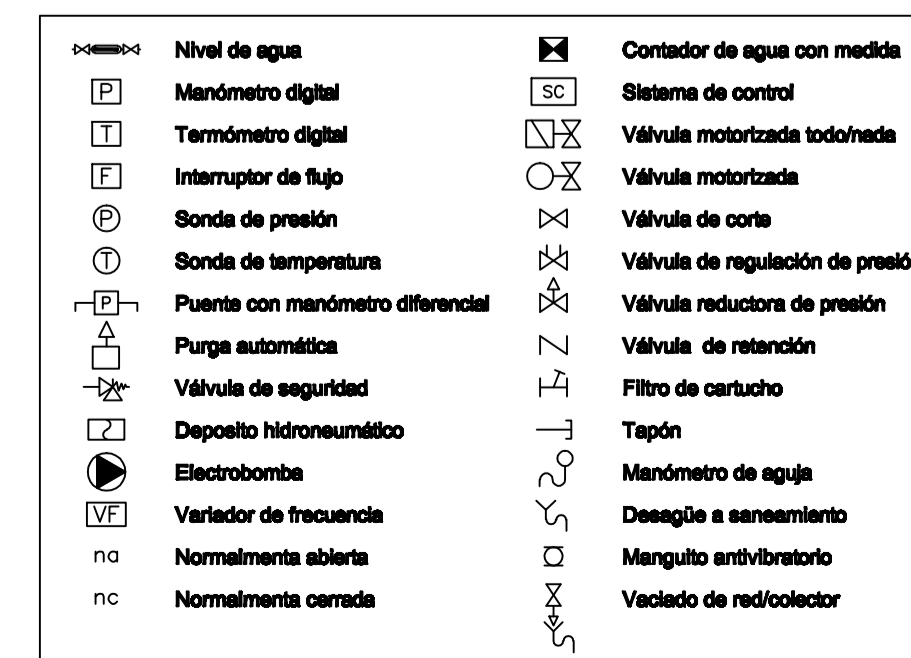 Nivel de agua
P Manómetro digital
T Termómetro digital
F Interruptor de flujo
P Sonda de presión
T Sonda de temperatura
P Puente con manómetro diferencial
Purga automática
Válvula de seguridad
Deposito hidroneumático
Electrobomba
VF Variador de frecuencia
na Normalmenta abierta
nc Normalmenta cerrada
Contador de agua con medida
SC Sistema de control
Válvula motorizada todo/nada
Válvula motorizada
Válvula de corte
Válvula de regulación de presió
Válvula reductora de presión
Válvula de retención
Filtro de cartucho
Tapón
Manómetro de aguja
Desagüe a saneamiento
Manguito antivibratorio
Vaciado de red/colector